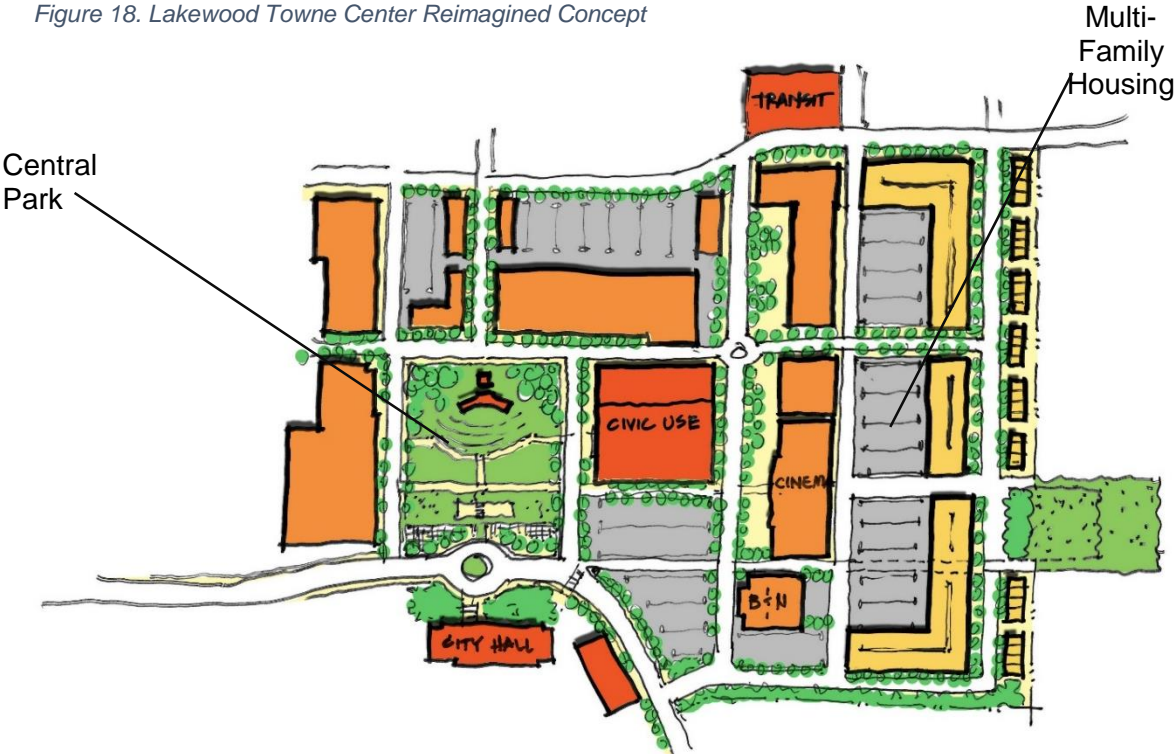 Figure 18. Lakewood Towne Center Reimagined Concept
Multi-
Family
Housing
TRANSIT
Central
Park
CIVIC USE
CINEMA
B+N
CITY HALL